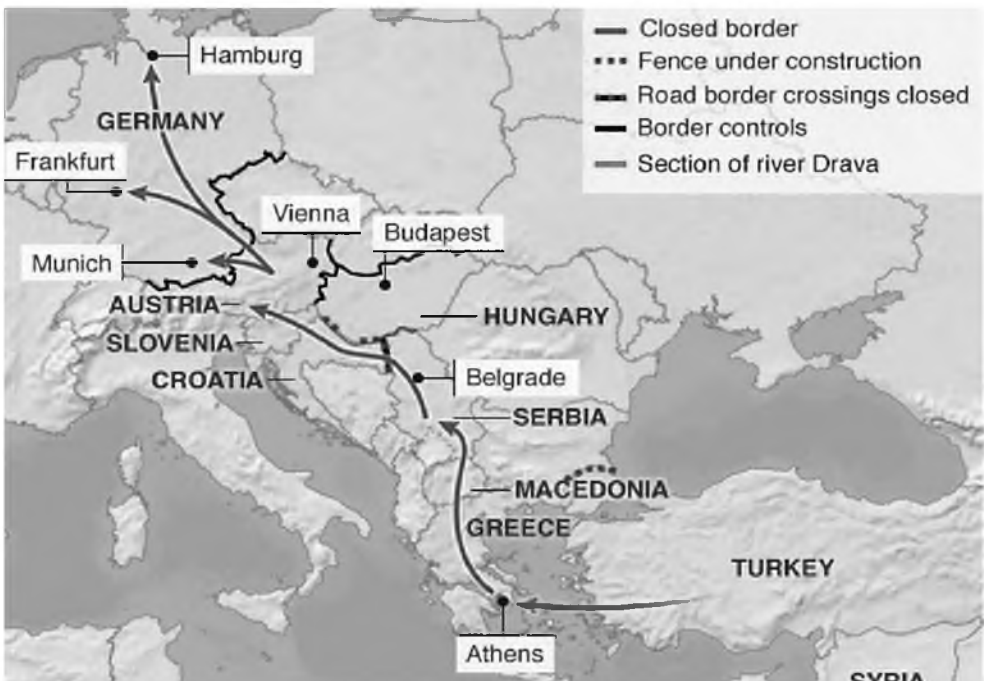 Closed border
Fence under construction
Road border crossings closed
Border controls
Section of river Drava
Hamburg
GERMANY
Frankfurt
Vienna
Budapest
Munich
AUSTRIA
HUNGARY
SLOVENIA
CROATIA
Belgrade
SERBIA
MACEDONIA
GREECE
TURKEY
Athens
SYRIA